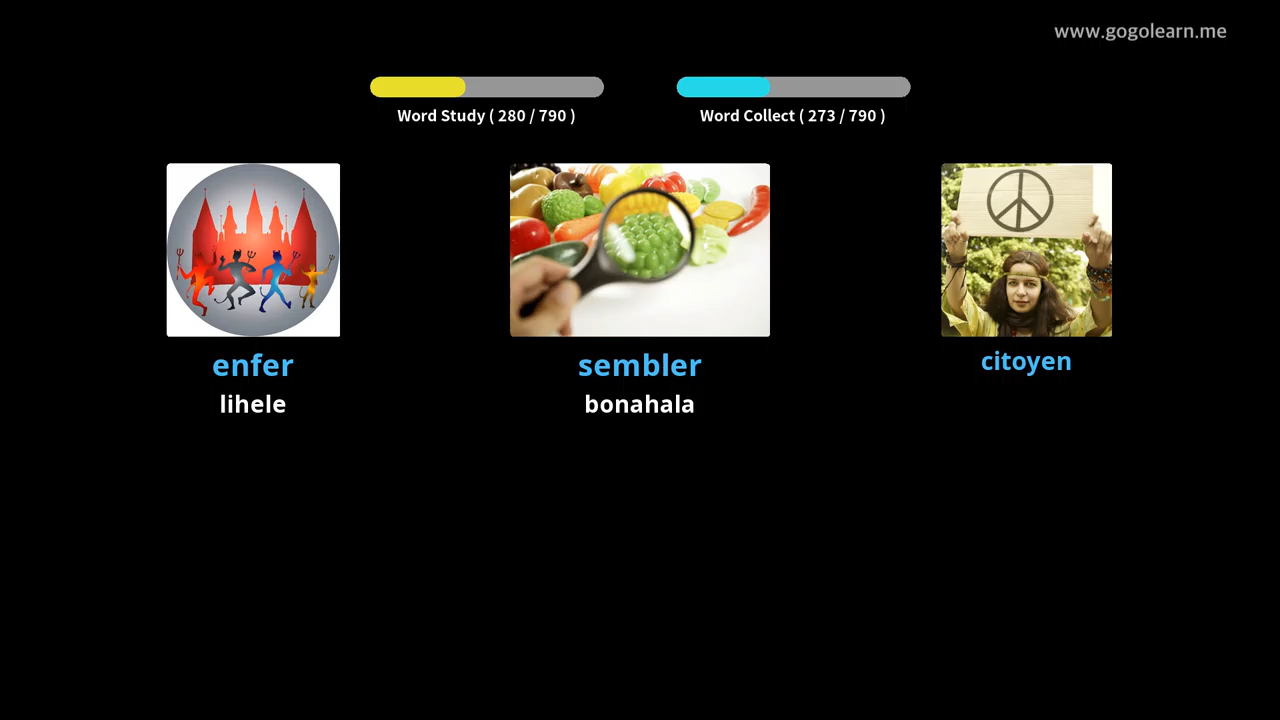 www.gogolearn.me
Word Study ( 280 / 790 )
Word Collect ( 273 / 790 )
enfer
lihele
sembler
bonahala
citoyen